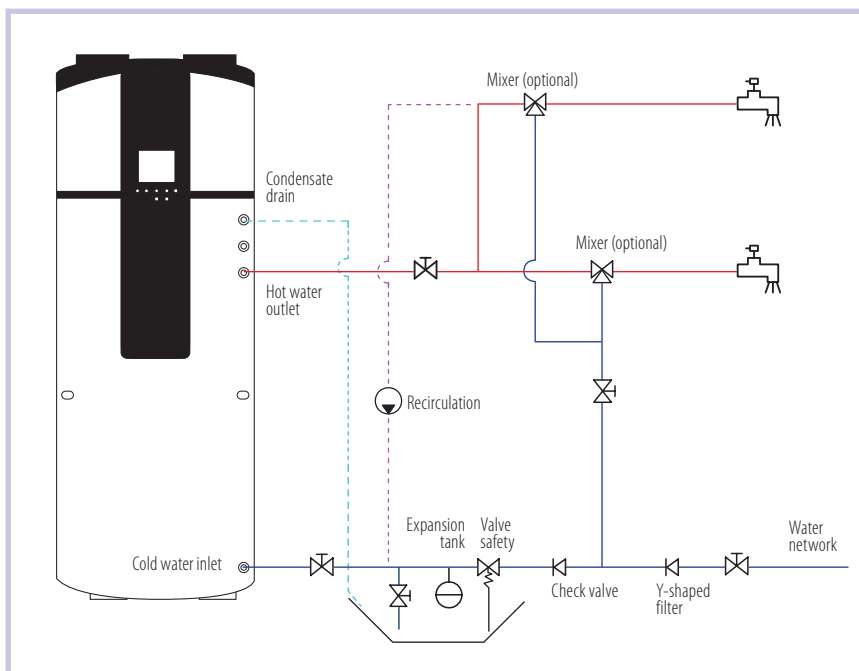 Mixer (optional)
Condensate
drain
Mixer (optional)
Hot water
outlet
Recirculation
Expansion
tank
Valve
safety
Water
network
Cold water inlet
Check valve
Y-shaped
filter